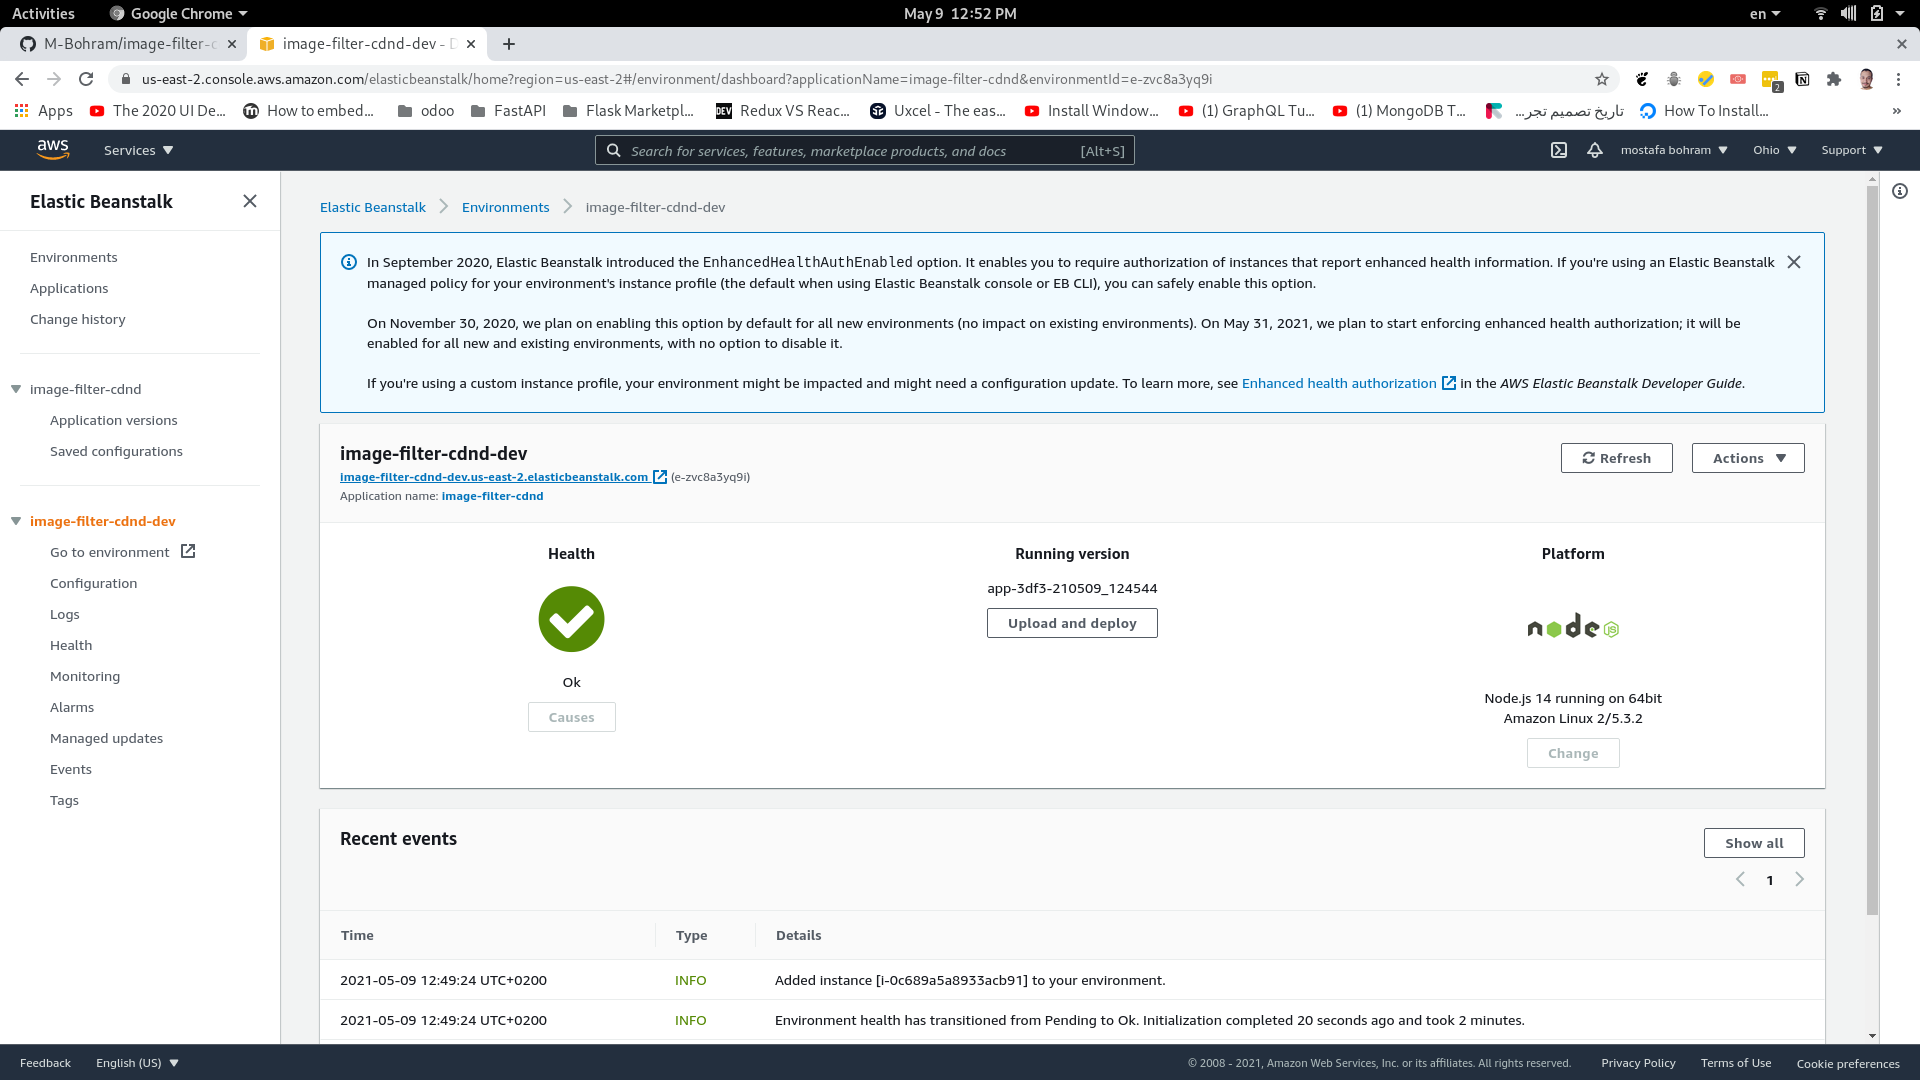 Activities Google Chrome May 9 12:52 PM en
M-Bohram/image-filter-c image-filter-cdnd-dev - D
us-east-2.console.aws.amazon.com/elasticbeanstalk/home?region=us-east-2#/environment/dashboard?applicationName=image-filter-cdnd&environmentId=e-zvc8a3yq9i 2
Apps The 2020 UI De... How to embed... odoo FastAPI Flask Marketpl... DEV Redux VS Reac... Uxcel - The eas... Install Window... (1) GraphQL Tu... (1) MongoDB T... تاريخ تصميم تجر... How To Install... »
aws Services Search for services, features, marketplace products, and docs [Alt+S] mostafa bohram Ohio Support
Elastic Beanstalk
Environments
Applications
Change history
image-filter-cdnd
Application versions
Saved configurations
image-filter-cdnd-dev
Go to environment
Configuration
Logs
Health
Monitoring
Alarms
Managed updates
Events
Tags
Elastic Beanstalk Environments image-filter-cdnd-dev
In September 2020, Elastic Beanstalk introduced the EnhancedHealthAuthEnabled option. It enables you to require authorization of instances that report enhanced health information. If you're using an Elastic Beanstalk
managed policy for your environment's instance profile (the default when using Elastic Beanstalk console or EB CLI), you can safely enable this option.
On November 30, 2020, we plan on enabling this option by default for all new environments (no impact on existing environments). On May 31, 2021, we plan to start enforcing enhanced health authorization; it will be
enabled for all new and existing environments, with no option to disable it.
If you're using a custom instance profile, your environment might be impacted and might need a configuration update. To learn more, see Enhanced health authorization in the AWS Elastic Beanstalk Developer Guide.
image-filter-cdnd-dev
image-filter-cdnd-dev.us-east-2.elasticbeanstalk.com (e-zvc8a3yq9i)
Application name: image-filter-cdnd
Refresh Actions
Health
Ok
Causes
Running version
app-3df3-210509_124544
Upload and deploy
Platform
node JS
Node.js 14 running on 64bit
Amazon Linux 2/5.3.2
Change
Recent events
Show all
1
Time Type Details
2021-05-09 12:49:24 UTC+0200 INFO Added instance [i-0c689a5a8933acb91] to your environment.
2021-05-09 12:49:24 UTC+0200 INFO Environment health has transitioned from Pending to Ok. Initialization completed 20 seconds ago and took 2 minutes.
Feedback English (US) © 2008 - 2021, Amazon Web Services, Inc. or its affiliates. All rights reserved. Privacy Policy Terms of Use Cookie preferences